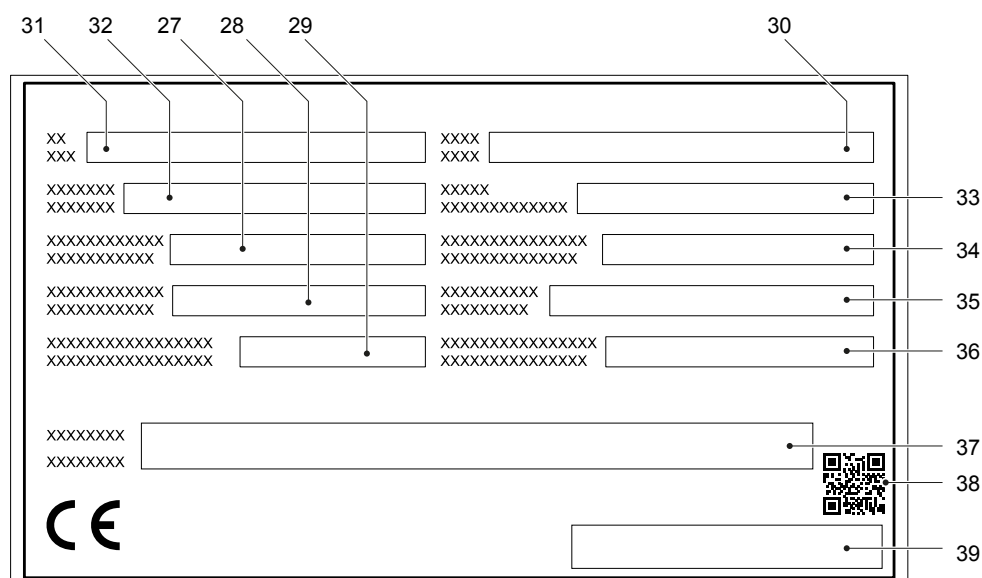 31 32 27 28 29 30
XX XXXX
XXX XXXX
XXXXXXX XXXXX
XXXXXXX XXXXXXXXXXXXX 33
XXXXXXXXXXXX XXXXXXXXXXXXXXX
XXXXXXXXXXX XXXXXXXXXXXXXX 34
XXXXXXXXXXXX XXXXXXXXXX
XXXXXXXXXXX XXXXXXXXX 35
XXXXXXXXXXXXXXXXX XXXXXXXXXXXXXXXX
XXXXXXXXXXXXXXXXX XXXXXXXXXXXXXXX 36
XXXXXXXX
XXXXXXXX 37
38
CE
39